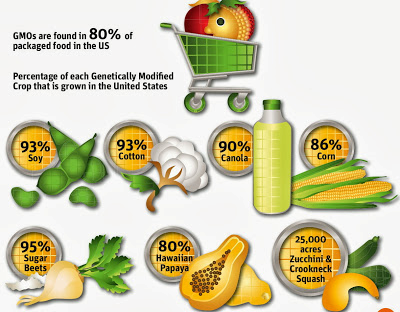 GMOs are found in 80% of
packaged food in the US
Percentage of each Genetically Modified
Crop that is grown in the United States
93%
Soy
93%
Cotton
90%
Canola
86%
Corn
95%
Sugar
Beets
80%
Hawaiian
Papaya
25,000
acres
Zucchini &
Crookneck
Squash